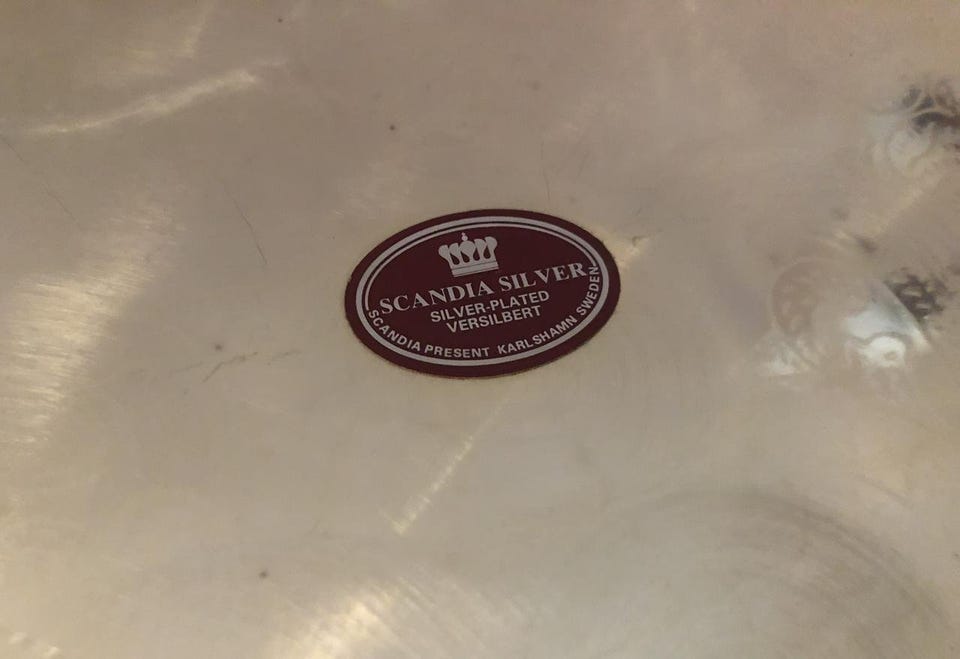 SCANDIA SILVER
SILVER-PLATED
VERSILBERT
SCANDIA PRESENT KARLSHAMN SWEDEN